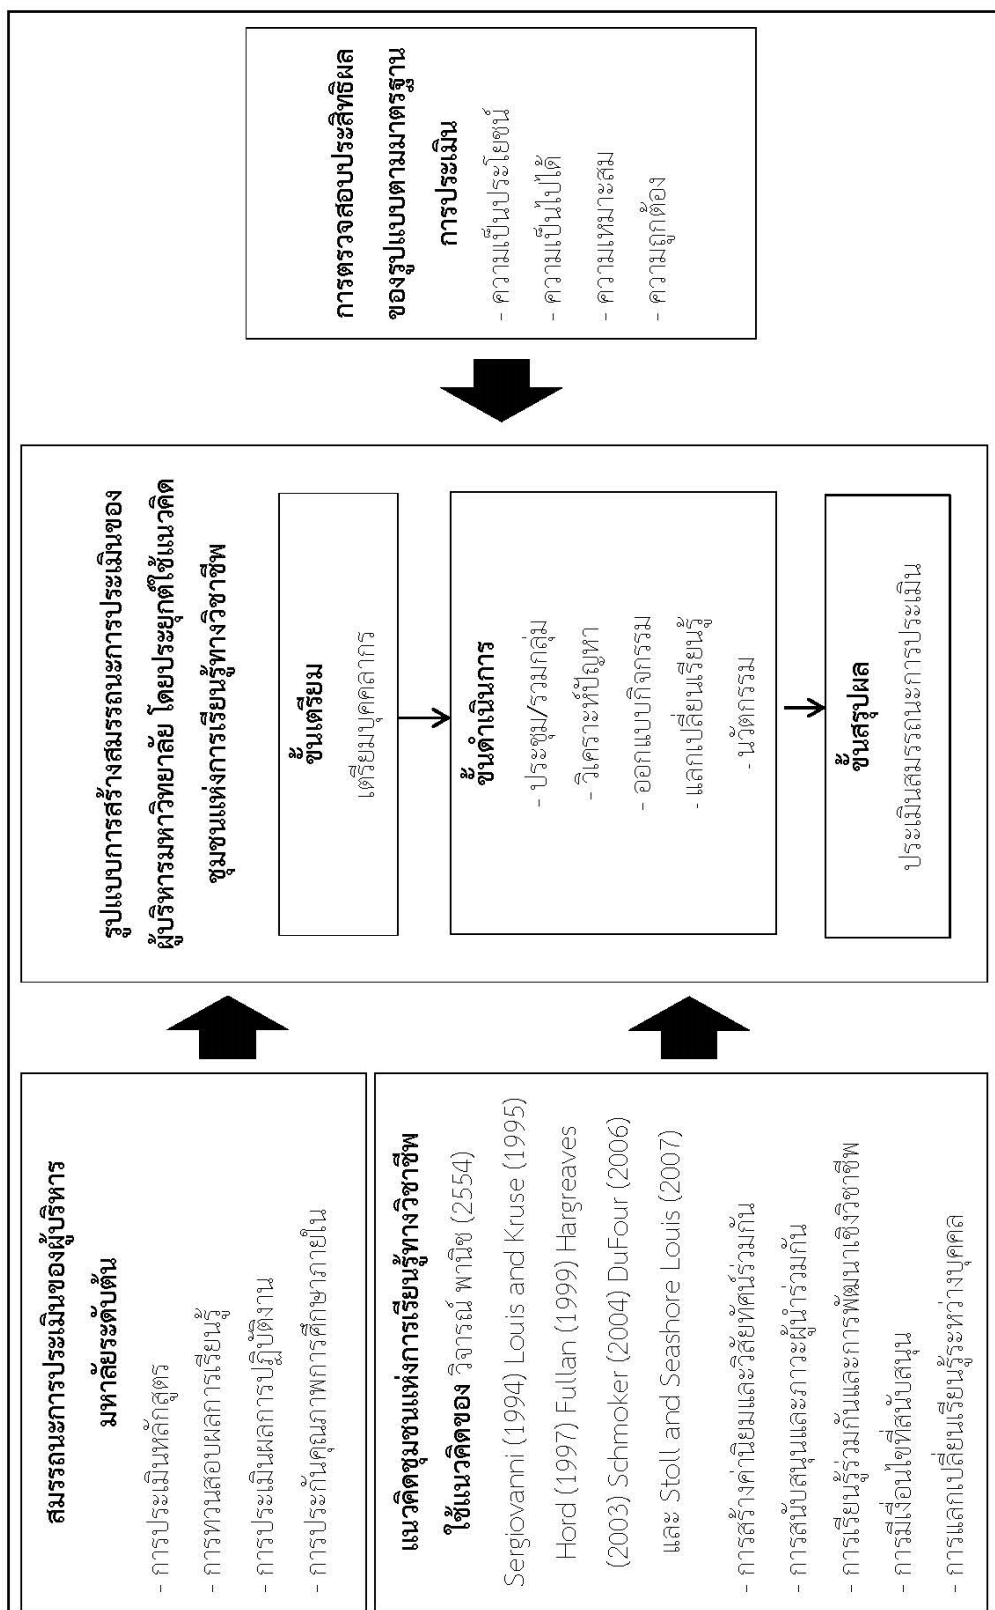 สมรรถนะการประเมินของผู้บริหาร
มหาลัยระดับต้น
- การประเมินหลักสูตร
- การทวนสอบผลการเรียนรู้
- การประเมินผลการปฏิบัติงาน
- การประกันคุณภาพการศึกษาภายใน
แนวคิดชุมชนแห่งการเรียนรู้ทางวิชาชีพ
ใช้แนวคิดของ วิจารณ์ พานิช (2554)
Sergiovanni (1994) Louis and Kruse (1995)
Hord (1997) Fullan (1999) Hargreaves
(2003) Schmoker (2004) DuFour (2006)
และ Stoll and Seashore Louis (2007)
- การสร้างค่านิยมและวิสัยทัศน์ร่วมกัน
- การสนับสนุนและภาวะผู้นำร่วมกัน
- การเรียนรู้ร่วมกันและการพัฒนาเชิงวิชาชีพ
- การมีเงื่อนไขที่สนับสนุน
- การแลกเปลี่ยนเรียนรู้ระหว่างบุคคล
รูปแบบการสร้างสมรรถนะการประเมินของ
ผู้บริหารมหาวิทยาลัย โดยประยุกต์ใช้แนวคิด
ชุมชนแห่งการเรียนรู้ทางวิชาชีพ
ขั้นเตรียม
เตรียมบุคคลากร
ขั้นดำเนินการ
- ประชุม/รวมกลุ่ม
- วิเคราะห์ปัญหา
- ออกแบบกิจกรรม
- แลกเปลี่ยนเรียนรู้
- นวัตกรรม
ขั้นสรุปผล
ประเมินสมรรถนะการประเมิน
การตรวจสอบประสิทธิผล
ของรูปแบบตามมาตรฐาน
การประเมิน
- ความเป็นประโยชน์
- ความเป็นไปได้
- ความเหมาะสม
- ความถูกต้อง